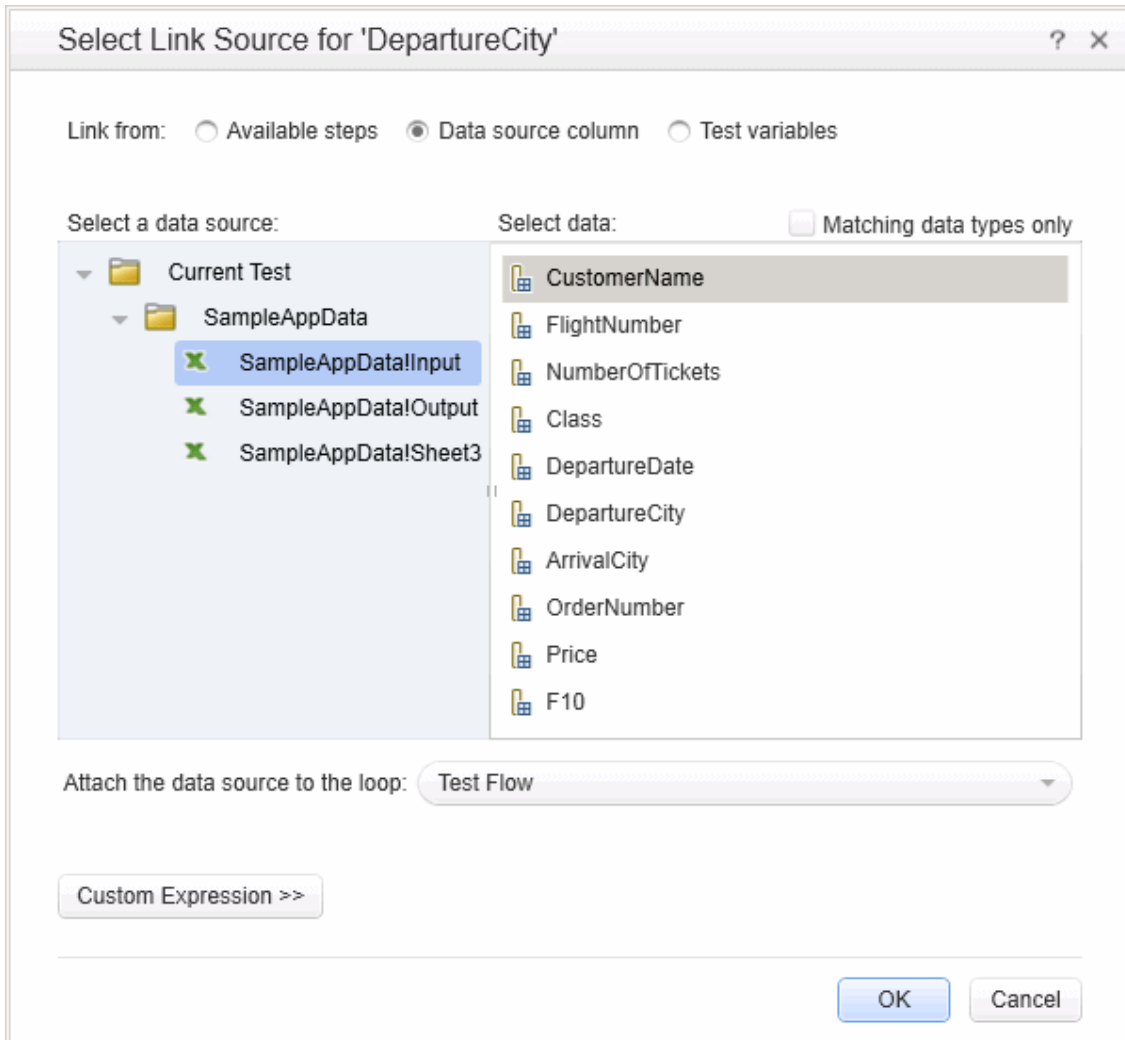 Select Link Source for 'DepartureCity' ? ×
Link from: Available steps Data source column Test variables
Select a data source: Select data: Matching data types only
Current Test
SampleAppData
SampleAppData!Input
SampleAppData!Output
SampleAppData!Sheet3
CustomerName
FlightNumber
NumberOfTickets
Class
DepartureDate
DepartureCity
ArrivalCity
OrderNumber
Price
F10
Attach the data source to the loop: Test Flow
Custom Expression >>
OK Cancel